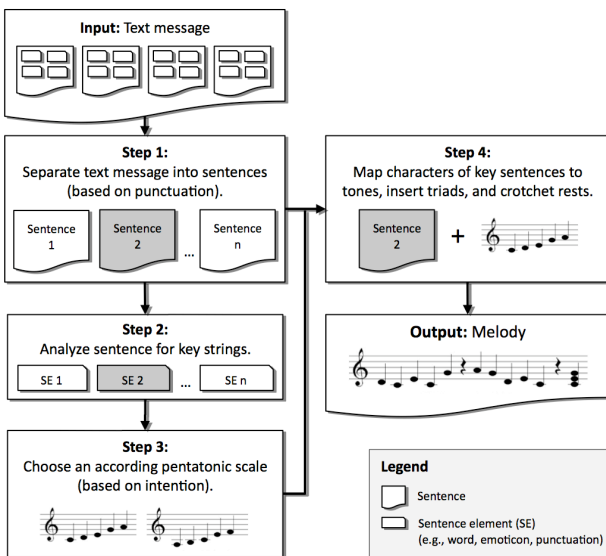 Input: Text message
Step 1:
Separate text message into sentences
(based on punctuation).
Sentence
1
Sentence
2
...
Sentence
n
Step 2:
Analyze sentence for key strings.
SE 1
SE 2
...
SE n
Step 3:
Choose an according pentatonic scale
(based on intention).
Step 4:
Map characters of key sentences to
tones, insert triads, and crotchet rests.
Sentence
2
+
Output: Melody
Legend
Sentence
Sentence element (SE)
(e.g., word, emoticon, punctuation)